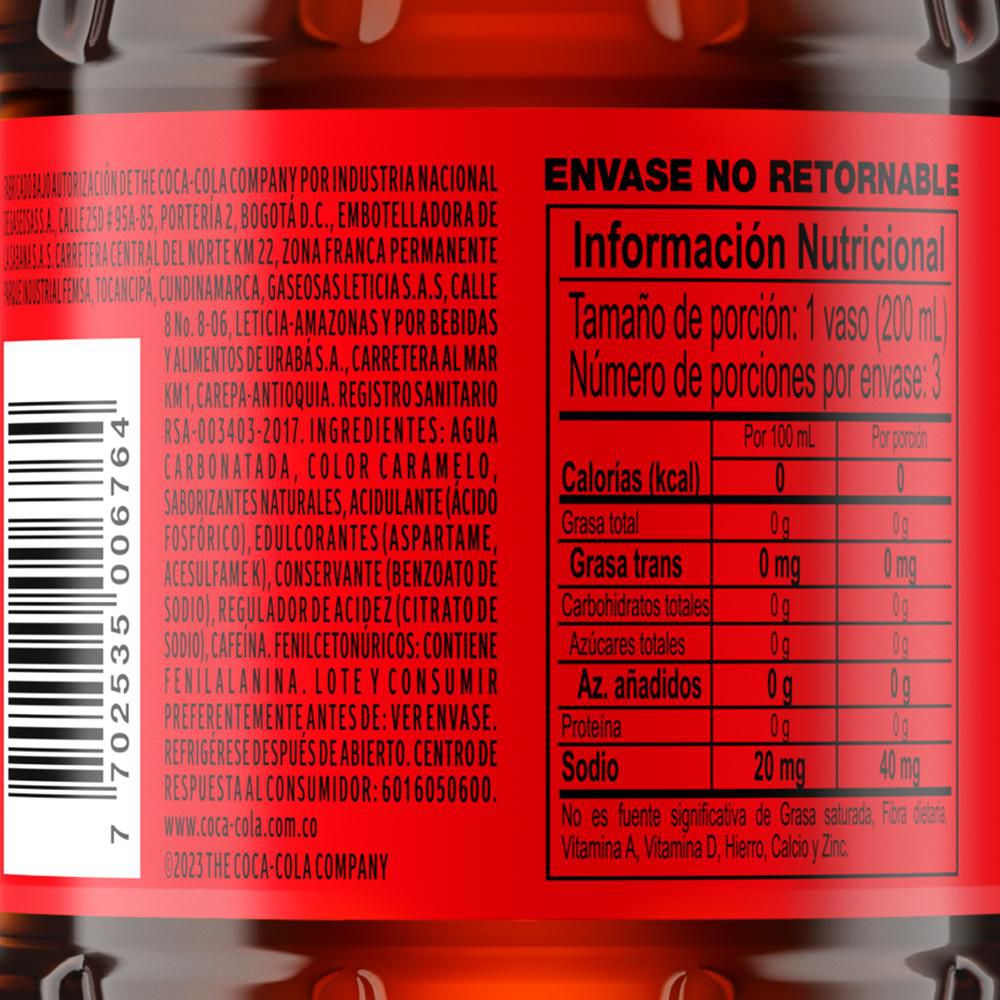 FABRICADO BAJO AUTORIZACIÓN DE THE COCA-COLA COMPANY POR INDUSTRIA NACIONAL
DE GASEOSAS S.A., CALLE 25D # 95A-85, PORTERÍA 2, BOGOTÁ D.C., EMBOTELLADORA DE
LA SABANA S.A.S. CARRETERA CENTRAL DEL NORTE KM 22, ZONA FRANCA PERMANENTE
PARQUE INDUSTRIAL FEMSA, TOCANCIPÁ, CUNDINAMARCA, GASEOSAS LETICIA S.A.S, CALLE
8 No. 8-06, LETICIA-AMAZONAS Y POR BEBIDAS
Y ALIMENTOS DE URABÁ S.A., CARRETERA AL MAR
KM1, CAREPA-ANTIOQUIA. REGISTRO SANITARIO
RSA-003403-2017. INGREDIENTES: AGUA
CARBONATADA, COLOR CARAMELO,
SABORIZANTES NATURALES, ACIDULANTE (ÁCIDO
FOSFÓRICO), EDULCORANTES (ASPARTAME,
ACESULFAME K), CONSERVANTE (BENZOATO DE
SODIO), REGULADOR DE ACIDEZ (CITRATO DE
SODIO), CAFEÍNA. FENILCETONÚRICOS: CONTIENE
FENILALANINA. LOTE Y CONSUMIR
PREFERENTEMENTE ANTES DE: VER ENVASE.
REFRIGÉRESE DESPUÉS DE ABIERTO. CENTRO DE
RESPUESTA AL CONSUMIDOR: 6016050600.
www.coca-cola.com.co
©2023 THE COCA-COLA COMPANY
7 702535 006764
ENVASE NO RETORNABLE
Información Nutricional
Tamaño de porción: 1 vaso (200 mL)
Número de porciones por envase: 3
Por 100 mL Por porción
Calorías (kcal) 0 0
Grasa total 0 g 0 g
Grasa trans 0 mg 0 mg
Carbohidratos totales 0 g 0 g
Azúcares totales 0 g 0 g
Az. añadidos 0 g 0 g
Proteína 0 g 0 g
Sodio 20 mg 40 mg
No es fuente significativa de Grasa saturada, Fibra dietaria,
Vitamina A, Vitamina D, Hierro, Calcio y Zinc.